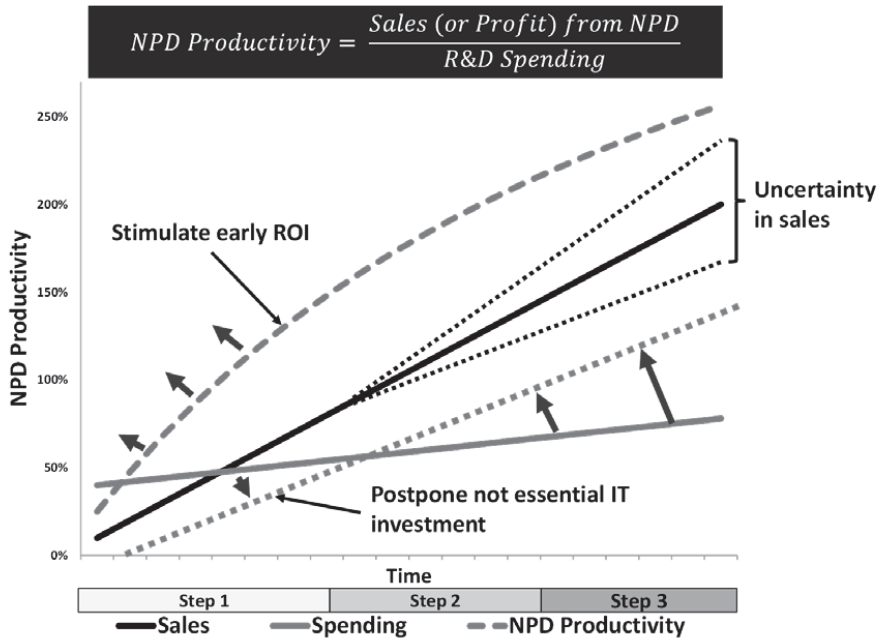 NPD Productivity = Sales (or Profit) from NPD / R&D Spending
250%
200%
150%
100%
50%
0%
NPD Productivity
Stimulate early ROI
Uncertainty
in sales
Postpone not essential IT
investment
Time
Step 1 Step 2 Step 3
Sales Spending NPD Productivity